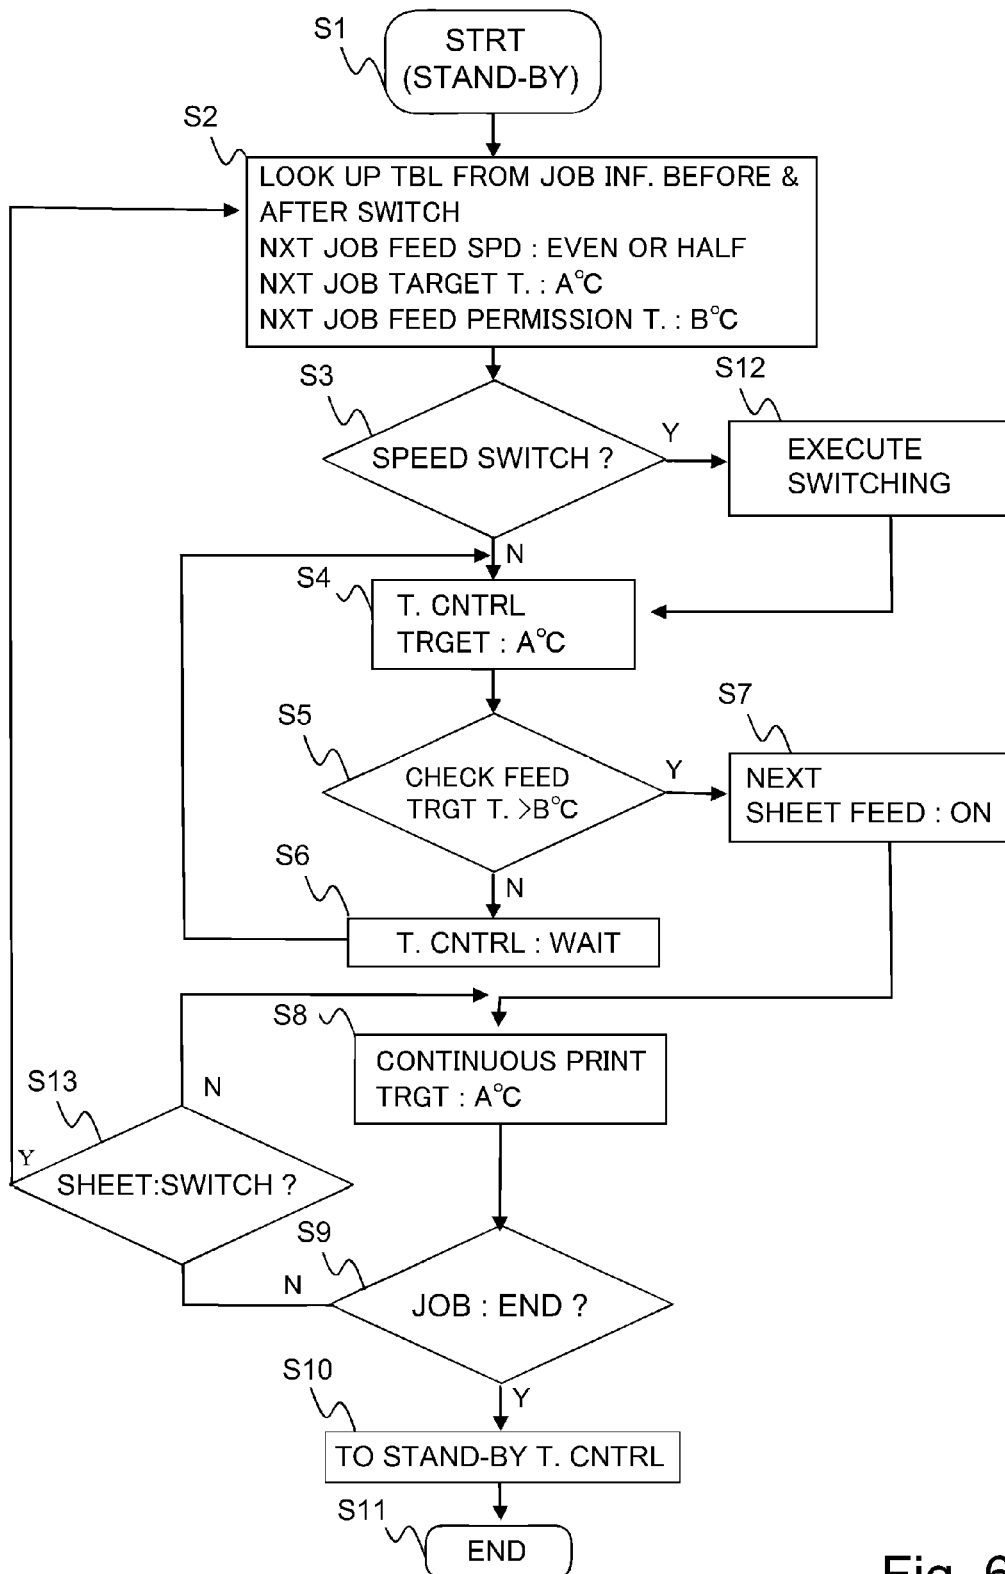 S1
STRT
(STAND-BY)
S2
LOOK UP TBL FROM JOB INF. BEFORE &
AFTER SWITCH
NXT JOB FEED SPD : EVEN OR HALF
NXT JOB TARGET T. : A°C
NXT JOB FEED PERMISSION T. : B°C
S3
SPEED SWITCH ?
Y
S12
EXECUTE
SWITCHING
N
S4
T. CNTRL
TRGET : A°C
S5
CHECK FEED
TRGT T. >B°C
Y
S7
NEXT
SHEET FEED : ON
N
S6
T. CNTRL : WAIT
S8
CONTINUOUS PRINT
TRGT : A°C
S13
N
Y
SHEET:SWITCH ?
S9
N
JOB : END ?
Y
S10
TO STAND-BY T. CNTRL
S11
END
Fig. 6